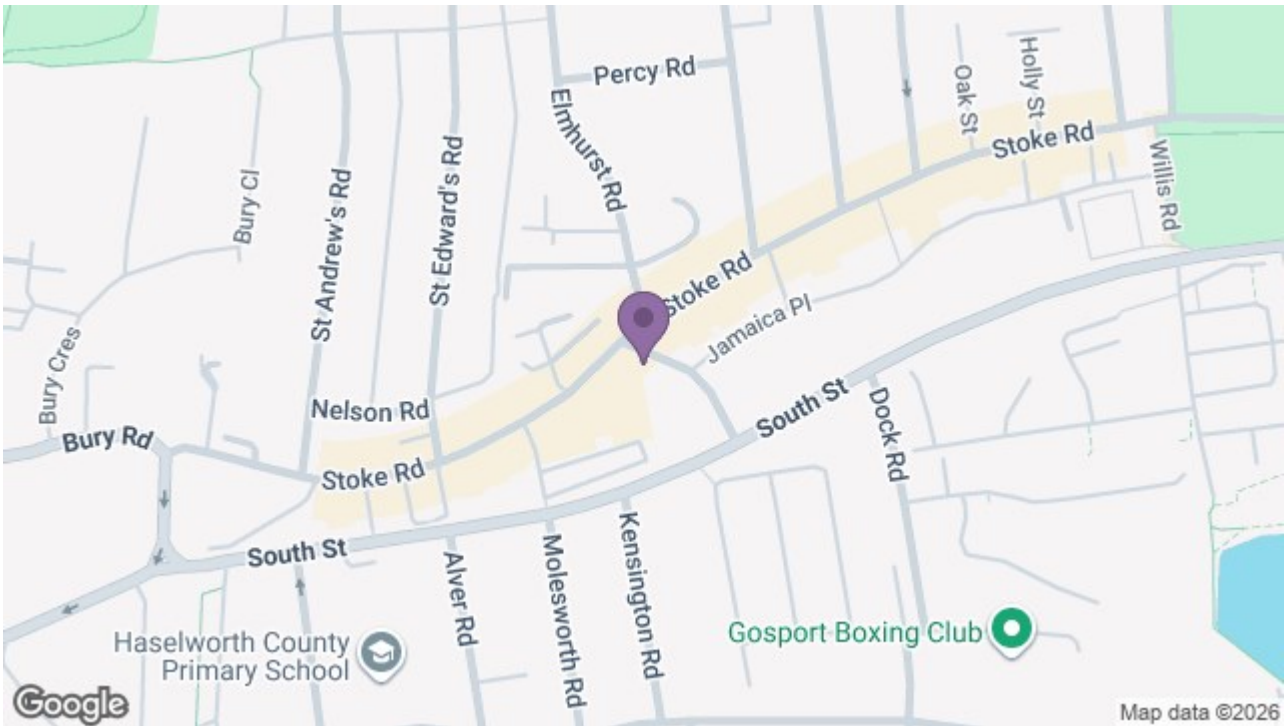 Percy Rd
Holly St
Oak St
Elmhurst Rd
Stoke Rd
Willis Rd
Bury Cl
St Andrew's Rd
St Edward's Rd
Stoke Rd
Jamaica Pl
Bury Cres
Nelson Rd
South St
Dock Rd
Bury Rd
Stoke Rd
South St
Alver Rd
Molesworth Rd
Kensington Rd
Haselworth County
Primary School
Gosport Boxing Club
Google
Map data ©2026